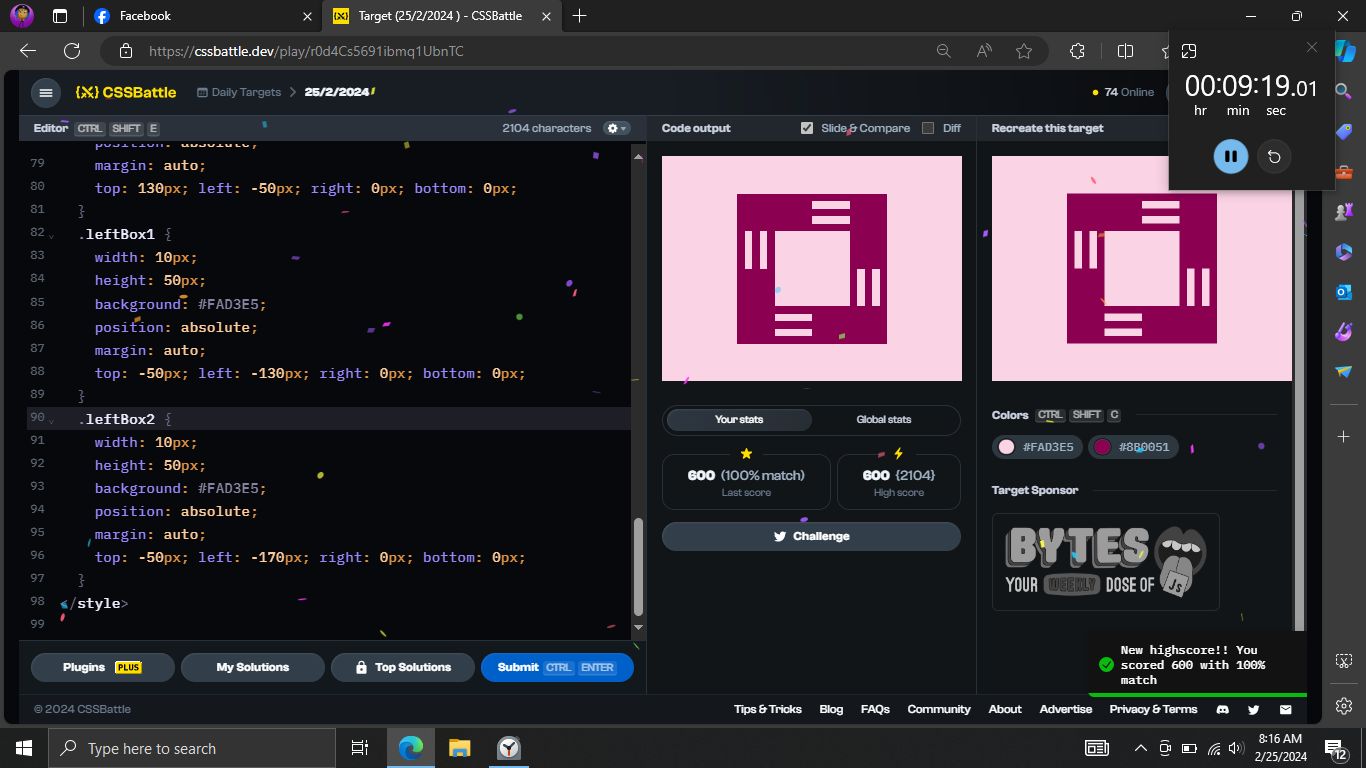 Facebook
Target (25/2/2024 ) - CSSBattle
https://cssbattle.dev/play/r0d4Cs5691ibmq1UbnTC
00:09:19.01
hr min sec
{X} CSSBattle
Daily Targets > 25/2/2024
74 Online
Editor CTRL SHIFT E
2104 characters
Code output
Slide & Compare
Diff
Recreate this target
position: absolute;
79 margin: auto;
80 top: 130px; left: -50px; right: 0px; bottom: 0px;
81 }
82 .leftBox1 {
83 width: 10px;
84 height: 50px;
85 background: #FAD3E5;
86 position: absolute;
87 margin: auto;
88 top: -50px; left: -130px; right: 0px; bottom: 0px;
89 }
90 .leftBox2 {
91 width: 10px;
92 height: 50px;
93 background: #FAD3E5;
94 position: absolute;
95 margin: auto;
96 top: -50px; left: -170px; right: 0px; bottom: 0px;
97 }
98 </style>
99
Your stats
Global stats
600 (100% match)
Last score
600 {2104}
High score
Challenge
Colors CTRL SHIFT C
#FAD3E5
#8B0051
Target Sponsor
BYTES
YOUR WEEKLY DOSE OF JS
New highscore!! You
scored 600 with 100%
match
Plugins PLUS
My Solutions
Top Solutions
Submit CTRL ENTER
© 2024 CSSBattle
Tips & Tricks Blog FAQs Community About Advertise Privacy & Terms
Type here to search
8:16 AM
2/25/2024
12